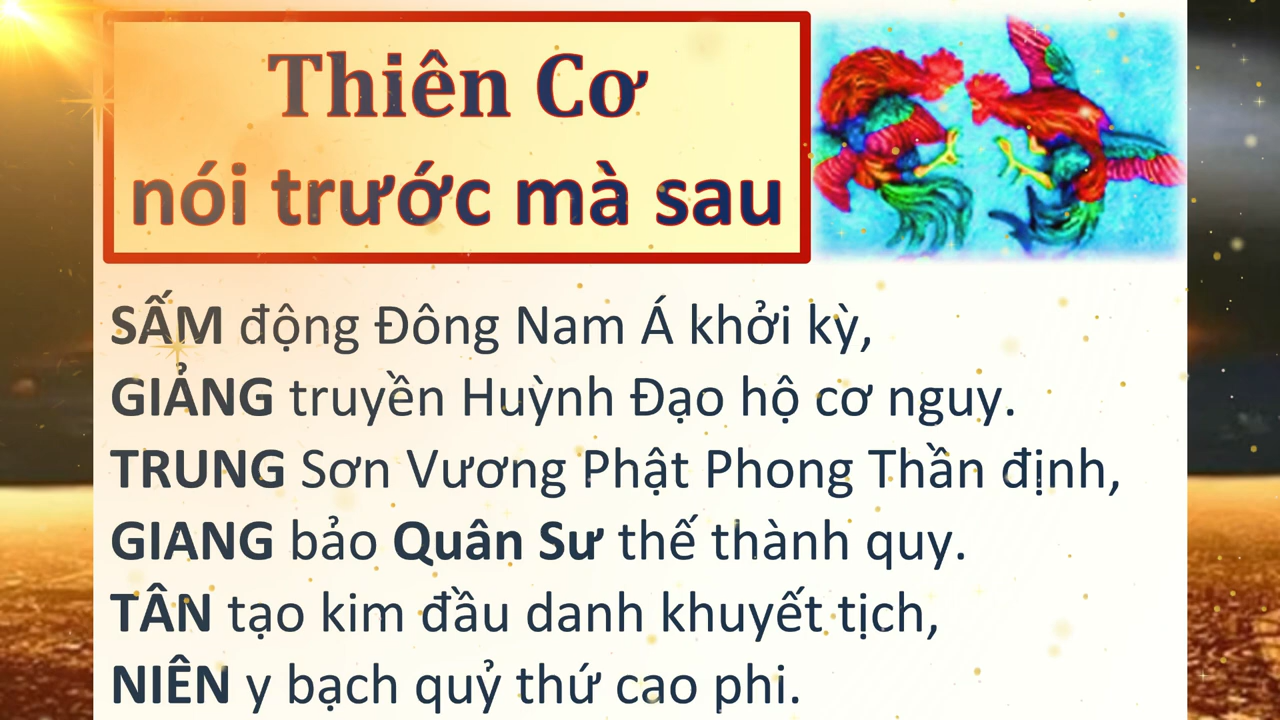 Thiên Cơ
nói trước mà sau
SẤM động Đông Nam Á khởi kỳ,
GIẢNG truyền Huỳnh Đạo hộ cơ nguy.
TRUNG Sơn Vương Phật Phong Thần định,
GIANG bảo Quân Sư thế thành quy.
TÂN tạo kim đầu danh khuyết tịch,
NIÊN y bạch quỷ thứ cao phi.